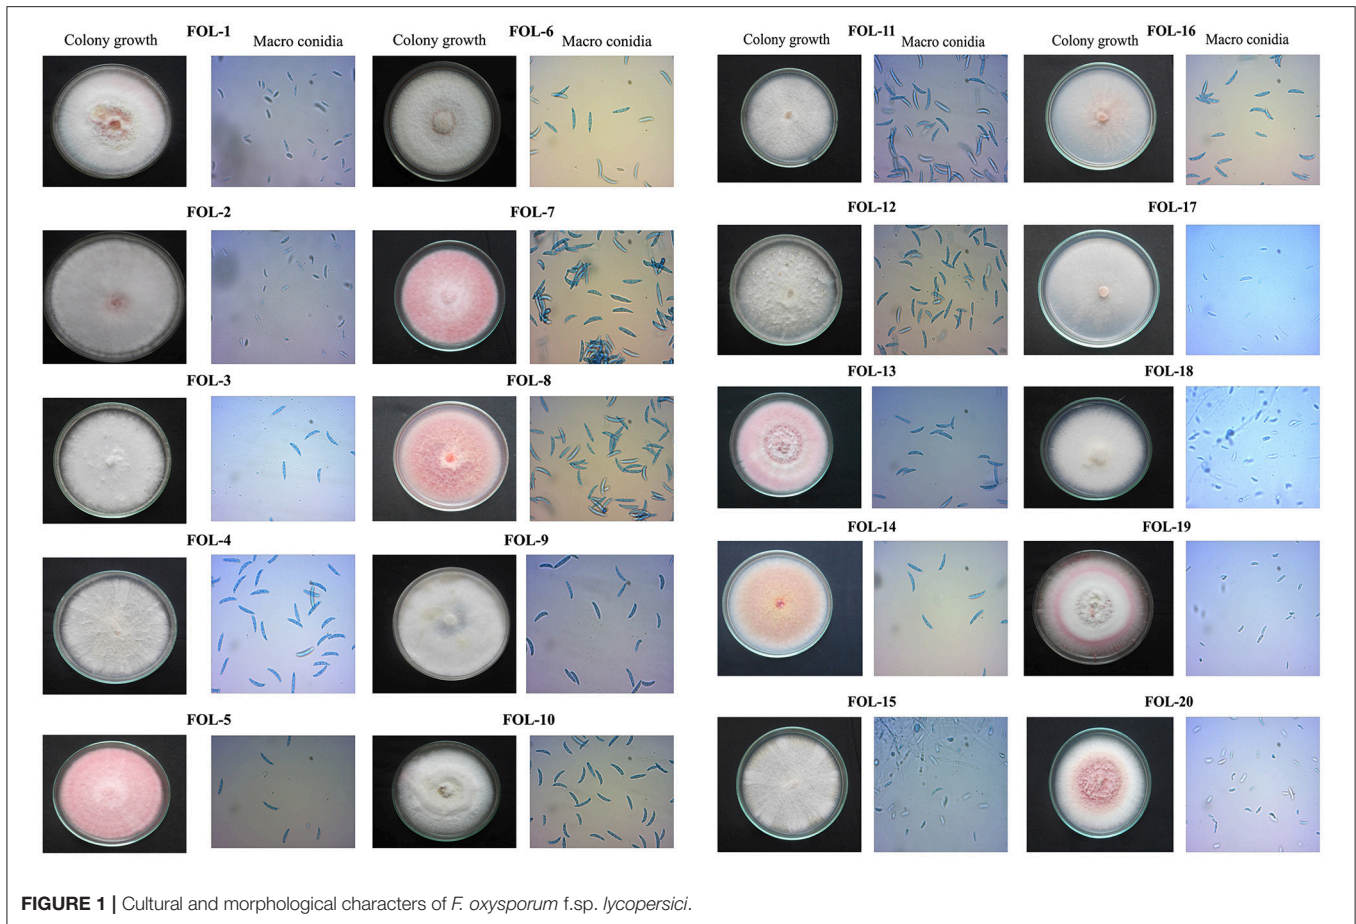 FOL-1 FOL-6 FOL-11 FOL-16
Colony growth Macro conidia Colony growth Macro conidia Colony growth Macro conidia Colony growth Macro conidia
FOL-2 FOL-7 FOL-12 FOL-17
FOL-3 FOL-8 FOL-13 FOL-18
FOL-4 FOL-9 FOL-14 FOL-19
FOL-5 FOL-10 FOL-15 FOL-20
FIGURE 1 | Cultural and morphological characters of F. oxysporum f.sp. lycopersici.